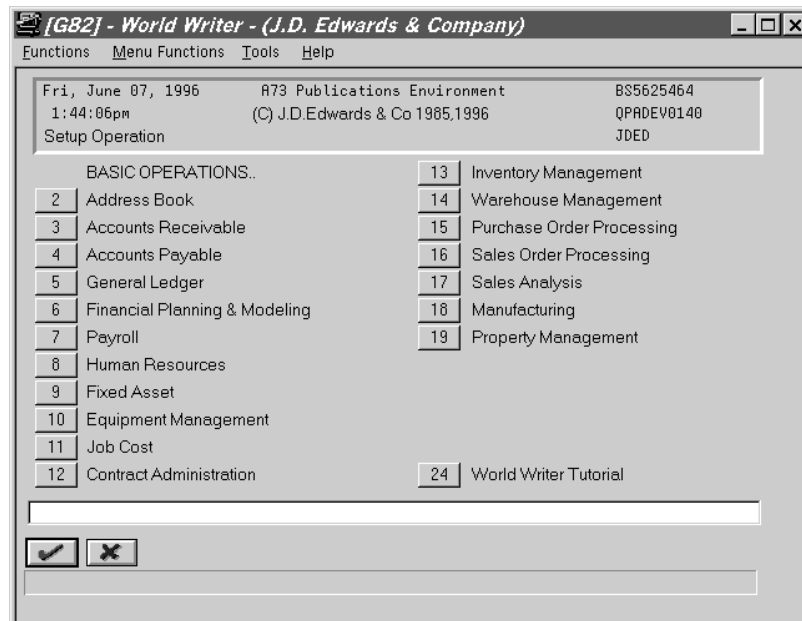 [G82] - World Writer - (J.D. Edwards & Company)
Functions Menu Functions Tools Help
Fri, June 07, 1996 A73 Publications Environment BS5625464
1:44:06pm (C) J.D.Edwards & Co 1985,1996 QPADEV0140
Setup Operation JDED
BASIC OPERATIONS..
2 Address Book
3 Accounts Receivable
4 Accounts Payable
5 General Ledger
6 Financial Planning & Modeling
7 Payroll
8 Human Resources
9 Fixed Asset
10 Equipment Management
11 Job Cost
12 Contract Administration
13 Inventory Management
14 Warehouse Management
15 Purchase Order Processing
16 Sales Order Processing
17 Sales Analysis
18 Manufacturing
19 Property Management
24 World Writer Tutorial